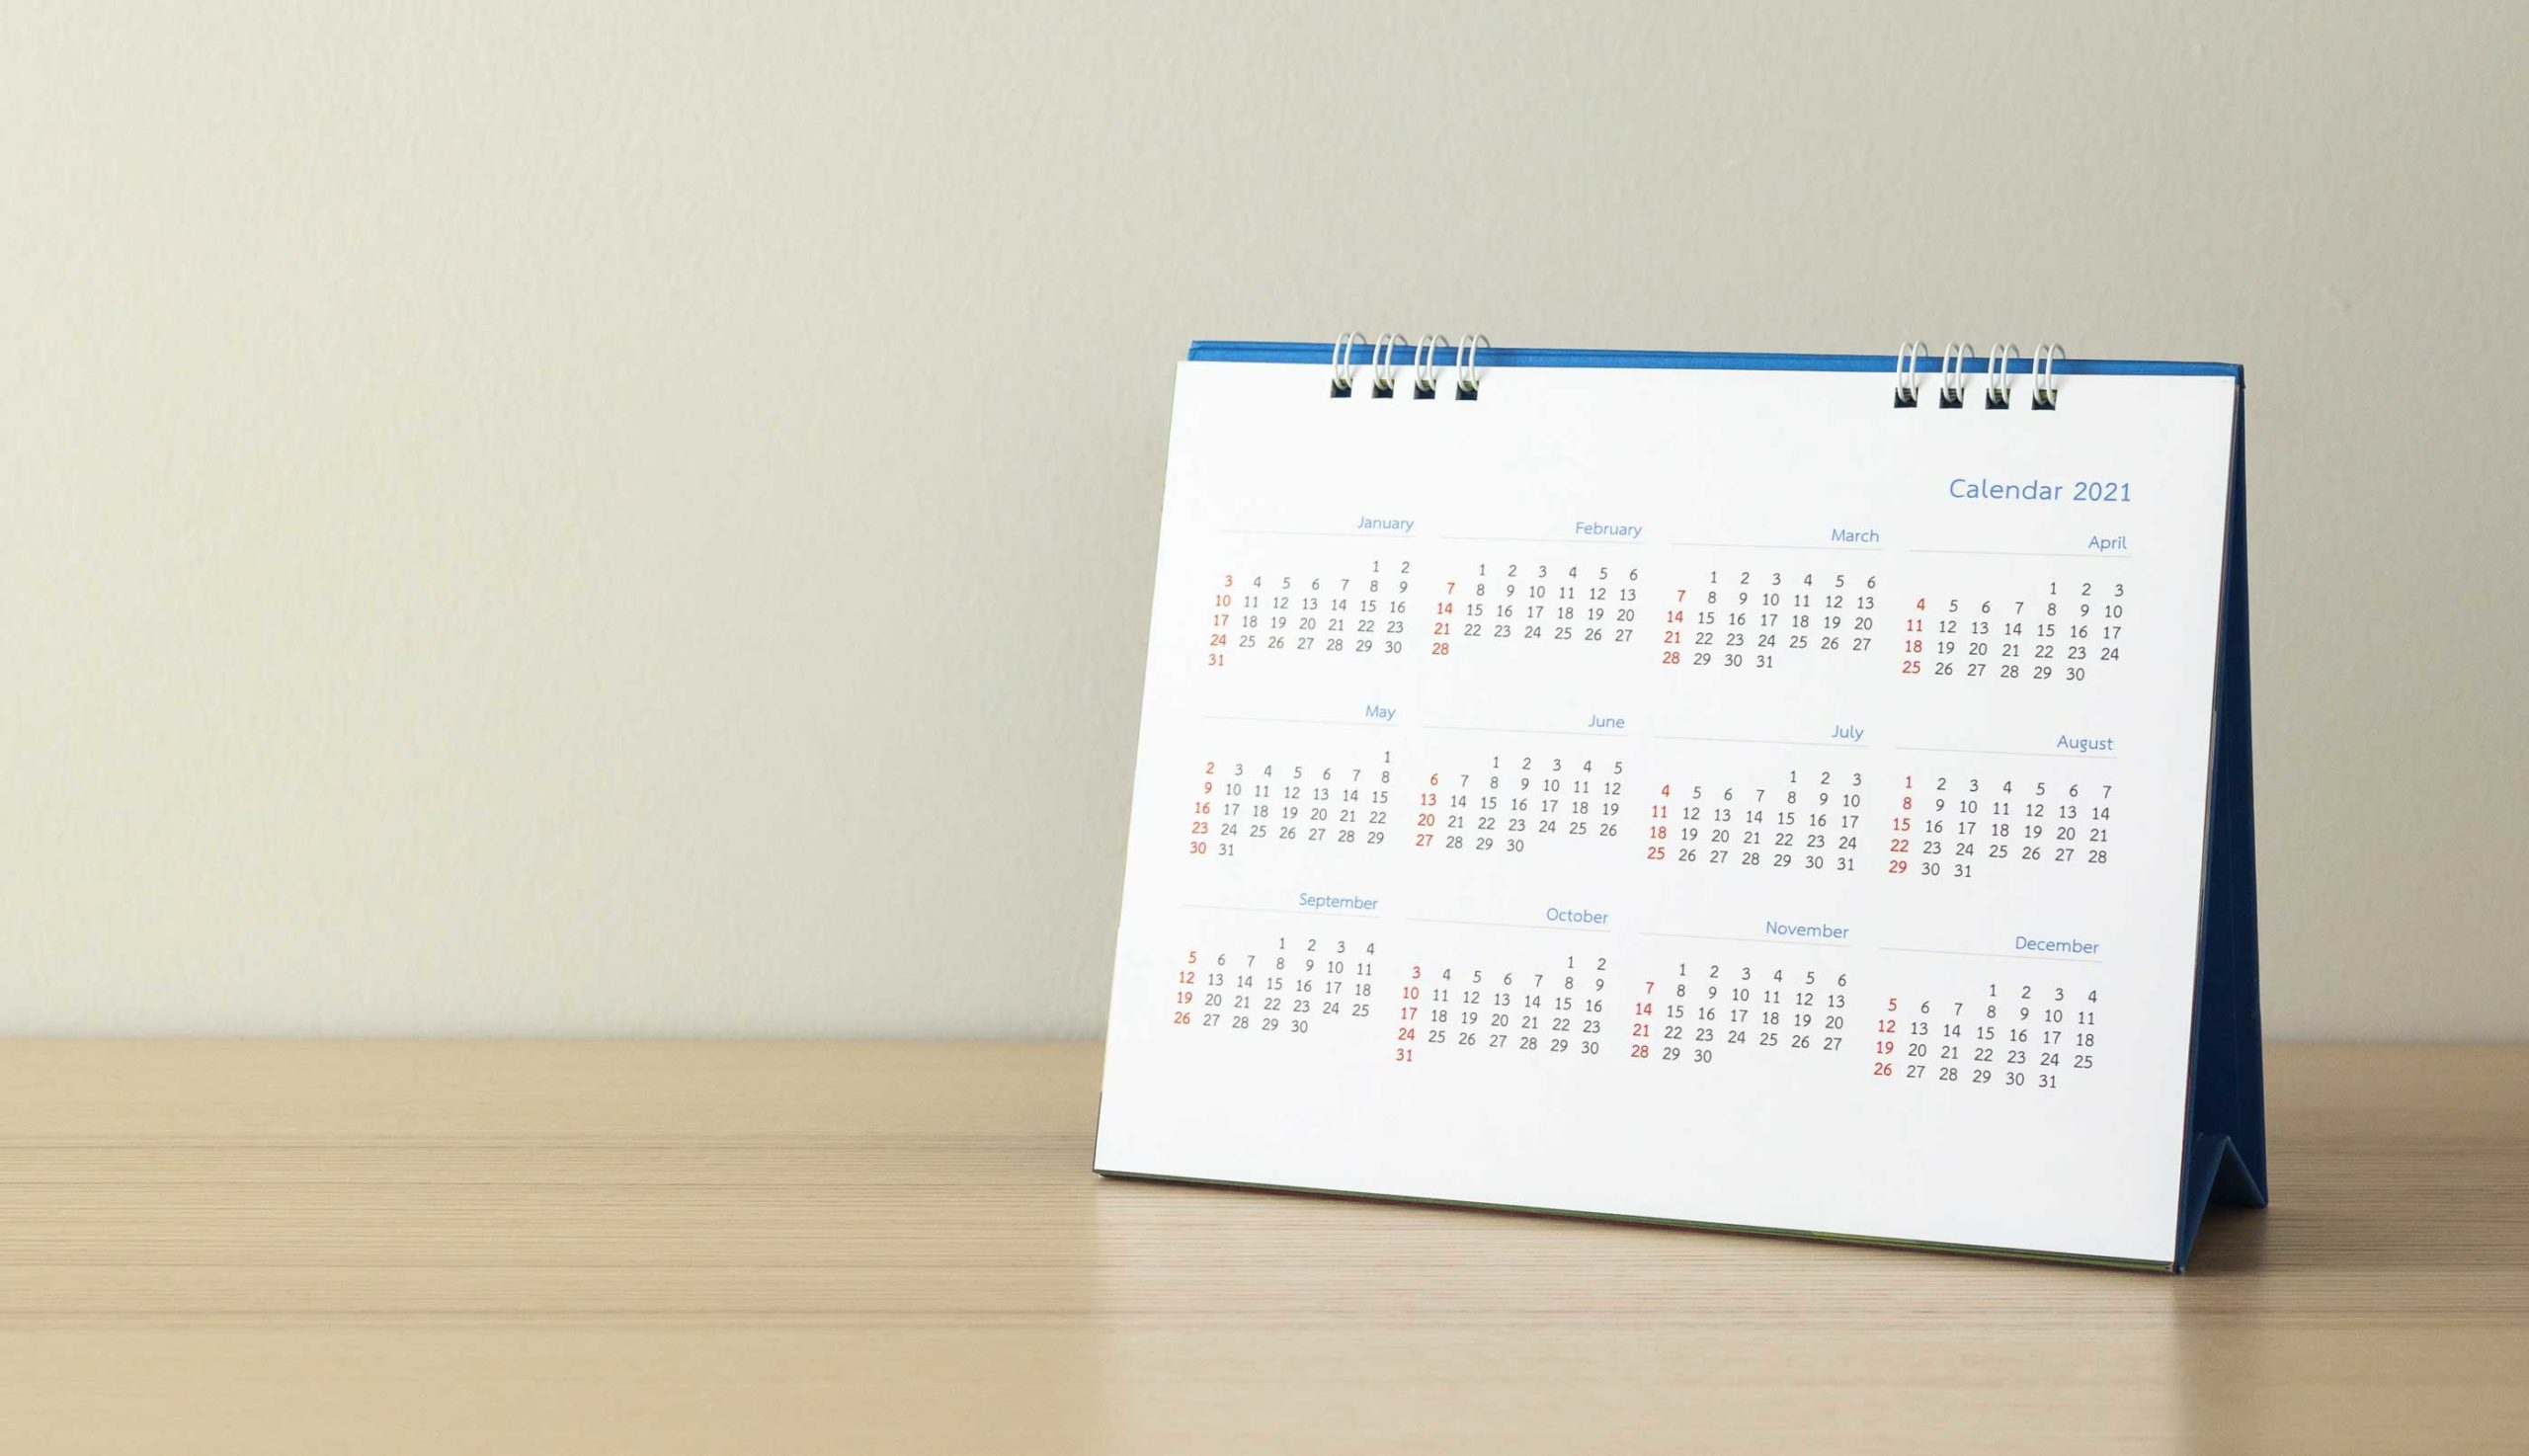 Calendar 2021
January
1 2
3 4 5 6 7 8 9
10 11 12 13 14 15 16
17 18 19 20 21 22 23
24 25 26 27 28 29 30
31
February
1 2 3 4 5 6
7 8 9 10 11 12 13
14 15 16 17 18 19 20
21 22 23 24 25 26 27
28
March
1 2 3 4 5 6
7 8 9 10 11 12 13
14 15 16 17 18 19 20
21 22 23 24 25 26 27
28 29 30 31
April
1 2 3
4 5 6 7 8 9 10
11 12 13 14 15 16 17
18 19 20 21 22 23 24
25 26 27 28 29 30
May
1
2 3 4 5 6 7 8
9 10 11 12 13 14 15
16 17 18 19 20 21 22
23 24 25 26 27 28 29
30 31
June
1 2 3 4 5
6 7 8 9 10 11 12
13 14 15 16 17 18 19
20 21 22 23 24 25 26
27 28 29 30
July
1 2 3
4 5 6 7 8 9 10
11 12 13 14 15 16 17
18 19 20 21 22 23 24
25 26 27 28 29 30 31
August
1 2 3 4 5 6 7
8 9 10 11 12 13 14
15 16 17 18 19 20 21
22 23 24 25 26 27 28
29 30 31
September
1 2 3 4
5 6 7 8 9 10 11
12 13 14 15 16 17 18
19 20 21 22 23 24 25
26 27 28 29 30
October
1 2
3 4 5 6 7 8 9
10 11 12 13 14 15 16
17 18 19 20 21 22 23
24 25 26 27 28 29 30
31
November
1 2 3 4 5 6
7 8 9 10 11 12 13
14 15 16 17 18 19 20
21 22 23 24 25 26 27
28 29 30
December
1 2 3 4
5 6 7 8 9 10 11
12 13 14 15 16 17 18
19 20 21 22 23 24 25
26 27 28 29 30 31